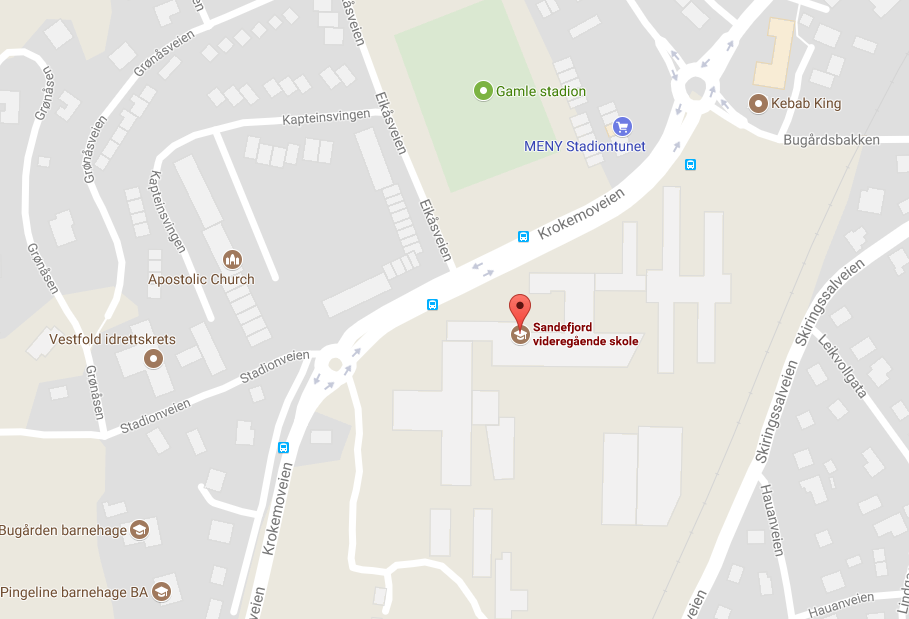 Grønåsveien
Eikåsveien
Grønåsen
Gamle stadion
Kebab King
Kapteinsvingen
Eikåsveien
MENY Stadiontunet
Bugårdsbakken
Grønåsveien
Kapteinsvingen
Krokemoveien
Eikåsveien
Grønåsen
Apostolic Church
Skiringssalveien
Sandefjord
videregående skole
Vestfold idrettskrets
Leikvollgata
Stadionveien
Grønåsen
Stadionveien
Skiringssalveien
Krokemoveien
Hauanveien
Bugården barnehage
Pingeline barnehage BA
Hauanveien